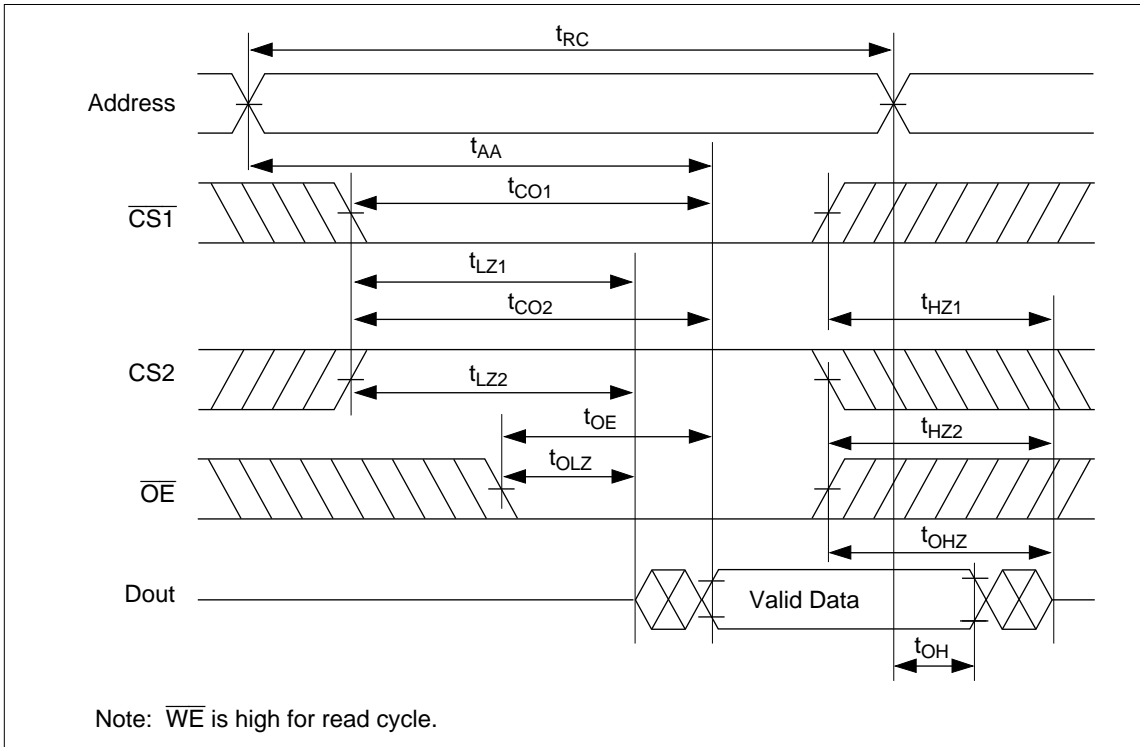 tRC
Address
tAA
tCO1
CS1
tLZ1
tCO2
tHZ1
CS2
tLZ2
tOE
tHZ2
tOLZ
OE
tOHZ
Dout
Valid Data
tOH
Note: WE is high for read cycle.